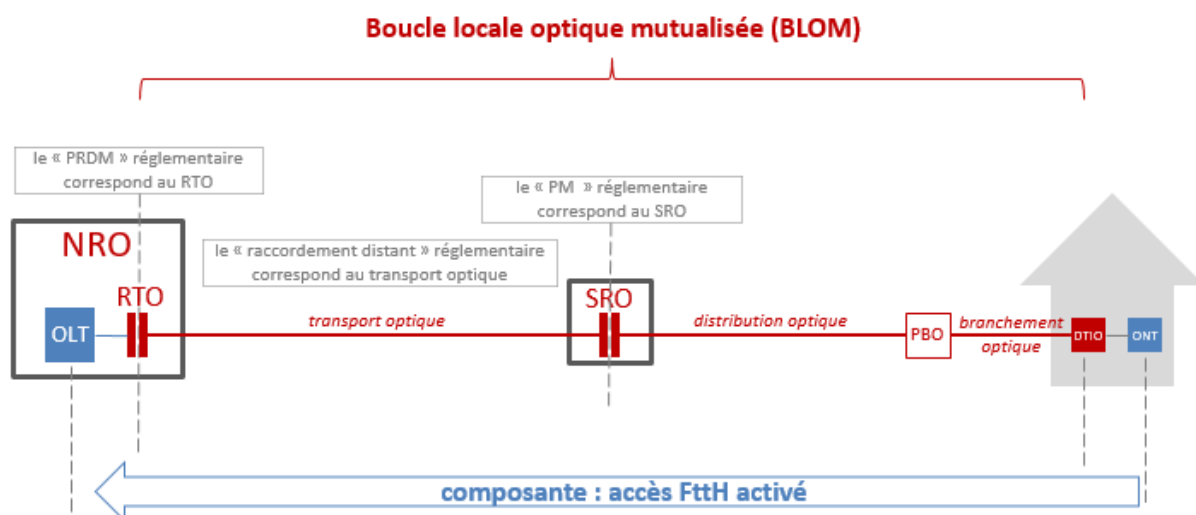 Boucle locale optique mutualisée (BLOM)
le « PRDM » réglementaire
correspond au RTO
le « PM » réglementaire
correspond au SRO
NRO
le « raccordement distant » réglementaire
correspond au transport optique
RTO
SRO
OLT
transport optique
distribution optique
PBO
branchement
optique
DTIO
ONT
composante : accès FttH activé